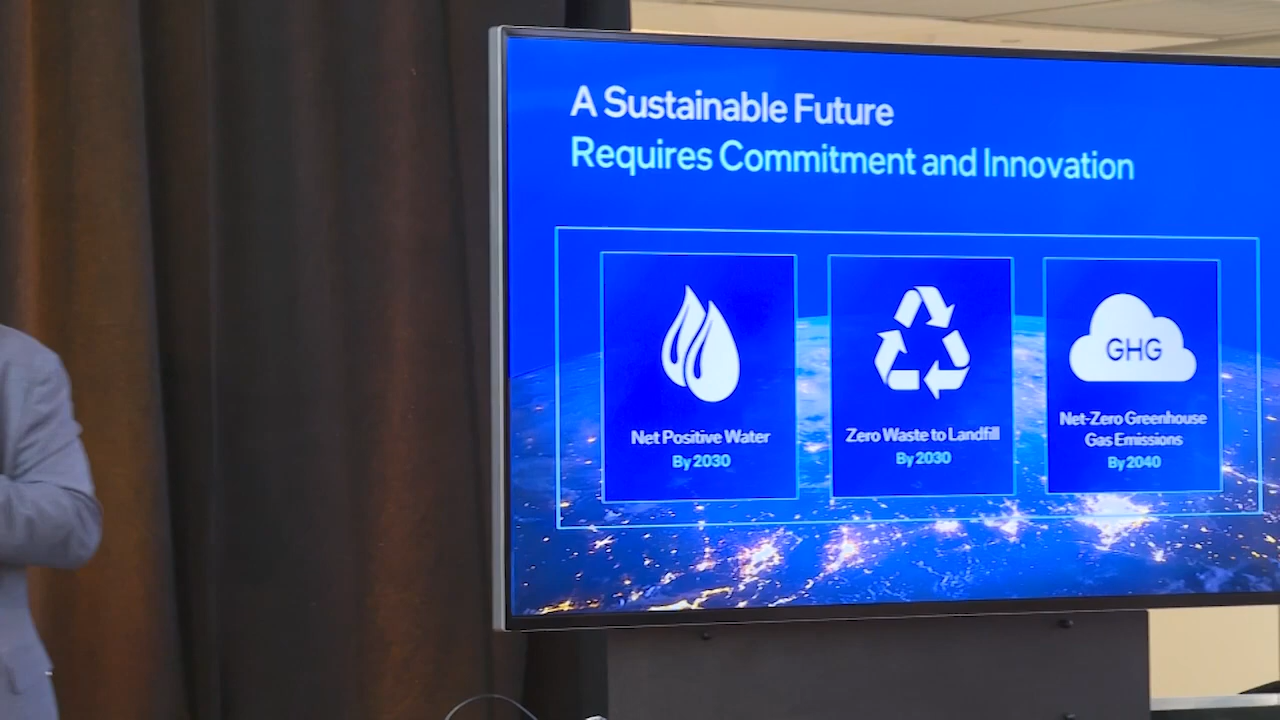 A Sustainable Future
Requires Commitment and Innovation
Net Positive Water
By 2030
Zero Waste to Landfill
By 2030
GHG
Net-Zero Greenhouse
Gas Emissions
By 2040